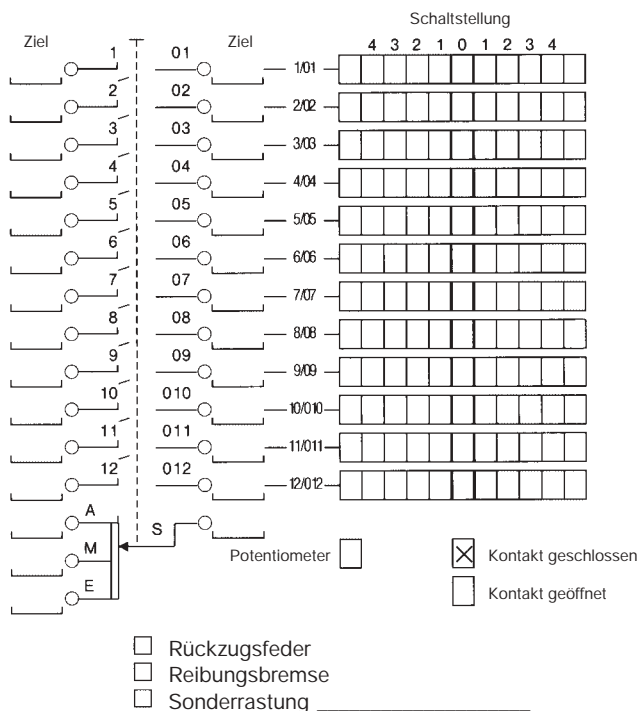 Schaltstellung
Ziel Ziel 4 3 2 1 0 1 2 3 4
1 01 1/01
2 02 2/02
3 03 3/03
4 04 4/04
5 05 5/05
6 06 6/06
7 07 7/07
8 08 8/08
9 09 9/09
10 010 10/010
11 011 11/011
12 012 12/012
A S
M Potentiometer Kontakt geschlossen
E Kontakt geöffnet
Rückzugsfeder
Reibungsbremse
Sonderrastung